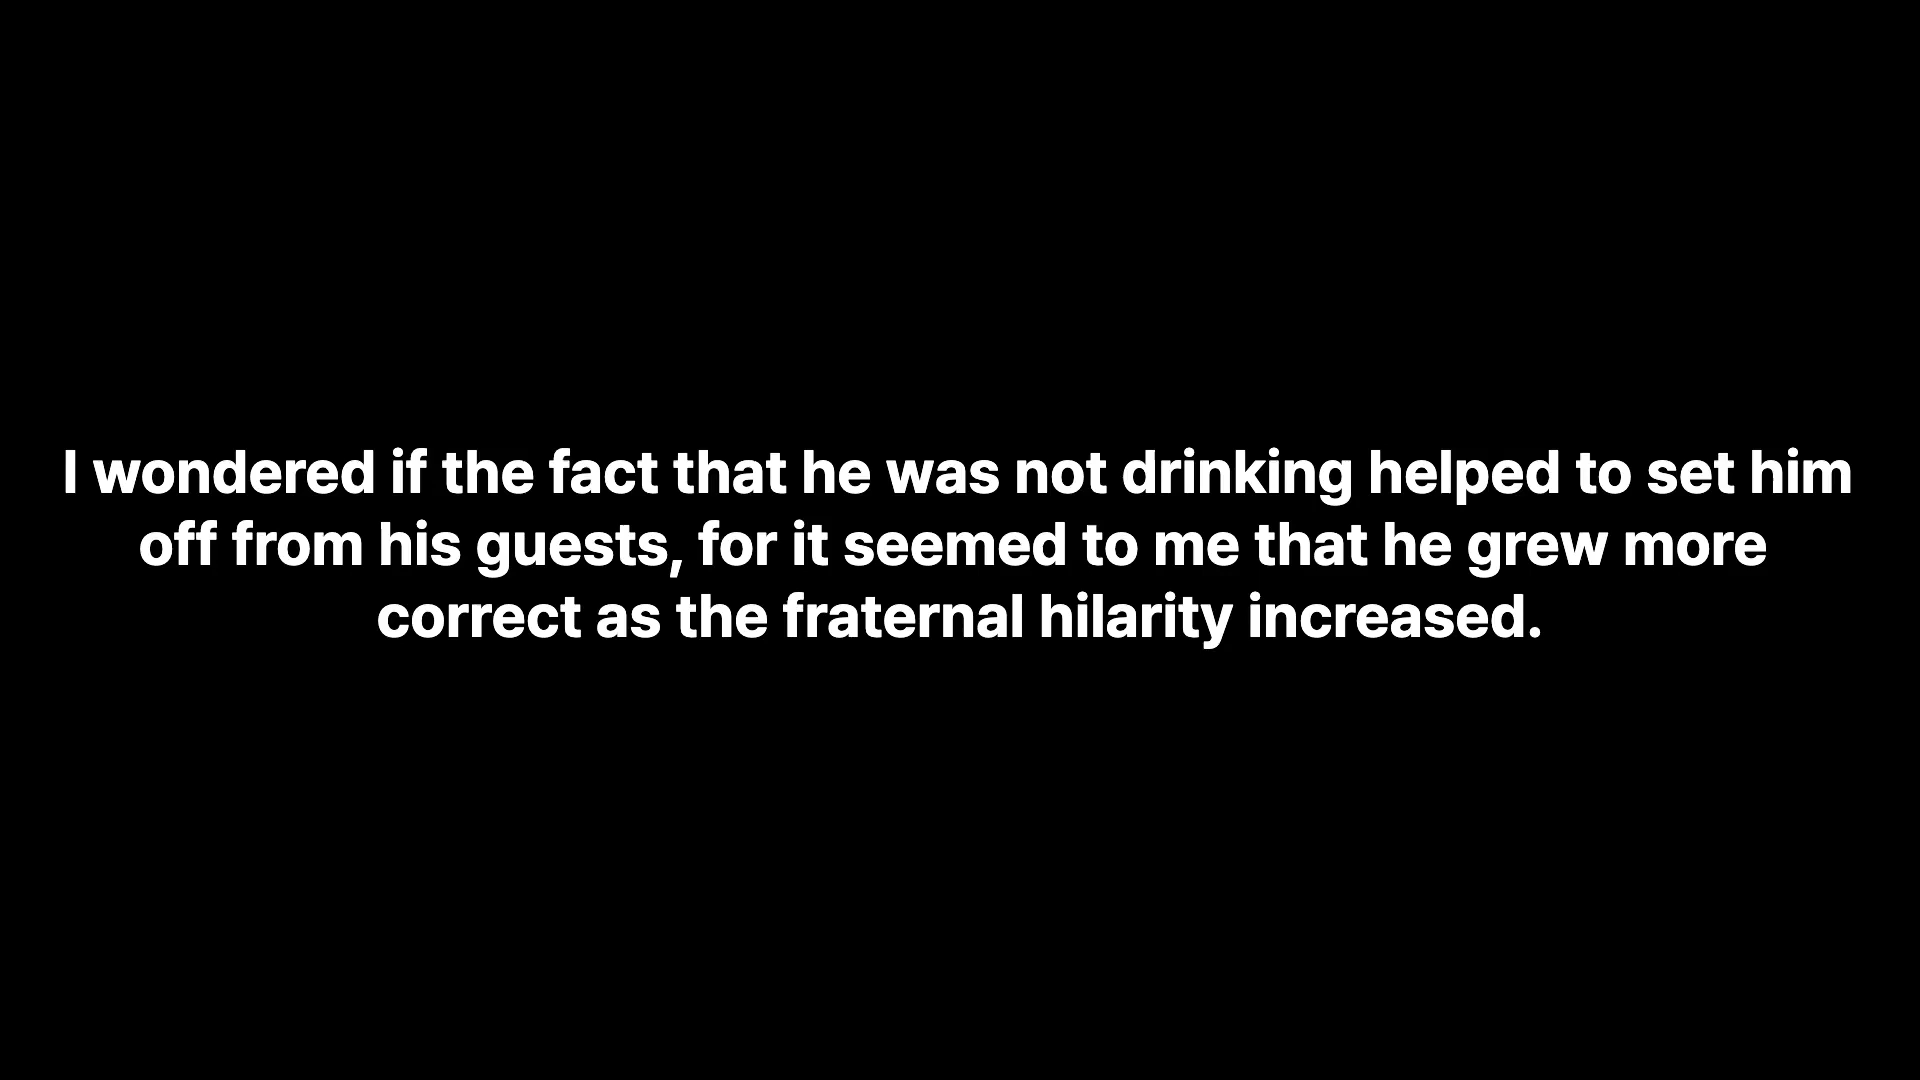 I wondered if the fact that he was not drinking helped to set him
off from his guests, for it seemed to me that he grew more
correct as the fraternal hilarity increased.